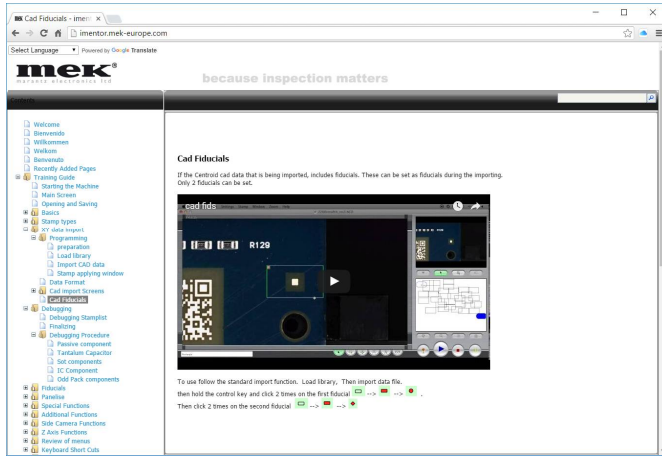 Cad Fiducials - iment
imentor.mek-europe.com
Select Language Powered by Google Translate
mek®
marantz electronics ltd
because inspection matters
Contents
Welcome
Bienvenido
Willkommen
Welkom
Benvenuto
Recently Added Pages
Training Guide
Starting the Machine
Main Screen
Opening and Saving
Basics
Stamp types
XY data import
Programming
preparation
Load library
Import CAD data
Stamp applying window
Data Format
Cad import Screens
Cad Fiducials
Debugging
Debugging Stamplist
Finalizing
Debugging Procedure
Passive component
Tantalum Capacitor
Set components
IC Component
Odd Pack components
Fiducials
Panelise
Special Functions
Additional Functions
Side Camera Functions
Z Axis Functions
Review of menus
Keyboard Short Cuts
Cad Fiducials
If the Centroid cad data that is being imported, includes fiducials. These can be set as fiducials during the importing.
Only 2 fiducials can be set.
cad fids
R129
To use follow the standard import function. Load library, Then import data file.
then hold the control key and click 2 times on the first fiducial --> --> .
Then click 2 times on the second fiducial --> -->